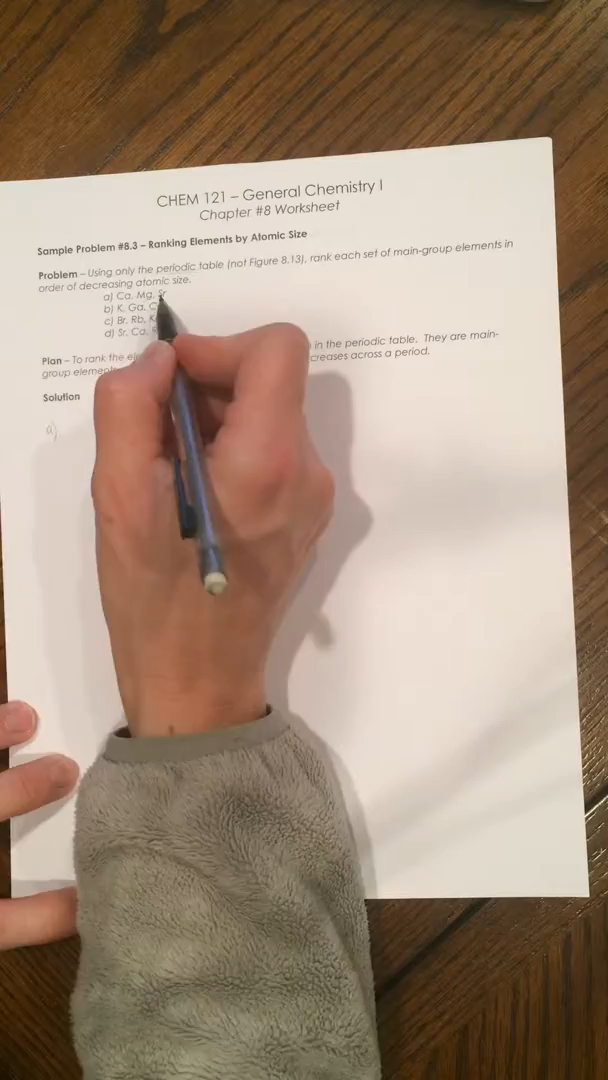 CHEM 121 – General Chemistry I
Chapter #8 Worksheet
Sample Problem #8.3 – Ranking Elements by Atomic Size
Problem – Using only the periodic table (not Figure 8.13), rank each set of main-group elements in
order of decreasing atomic size.
a) Ca, Mg, Sr
b) K, Ga, C
c) Br, Rb, K
d) Sr, Ca,
Plan – To rank the in the periodic table. They are main-
group creases across a period.
Solution
a)